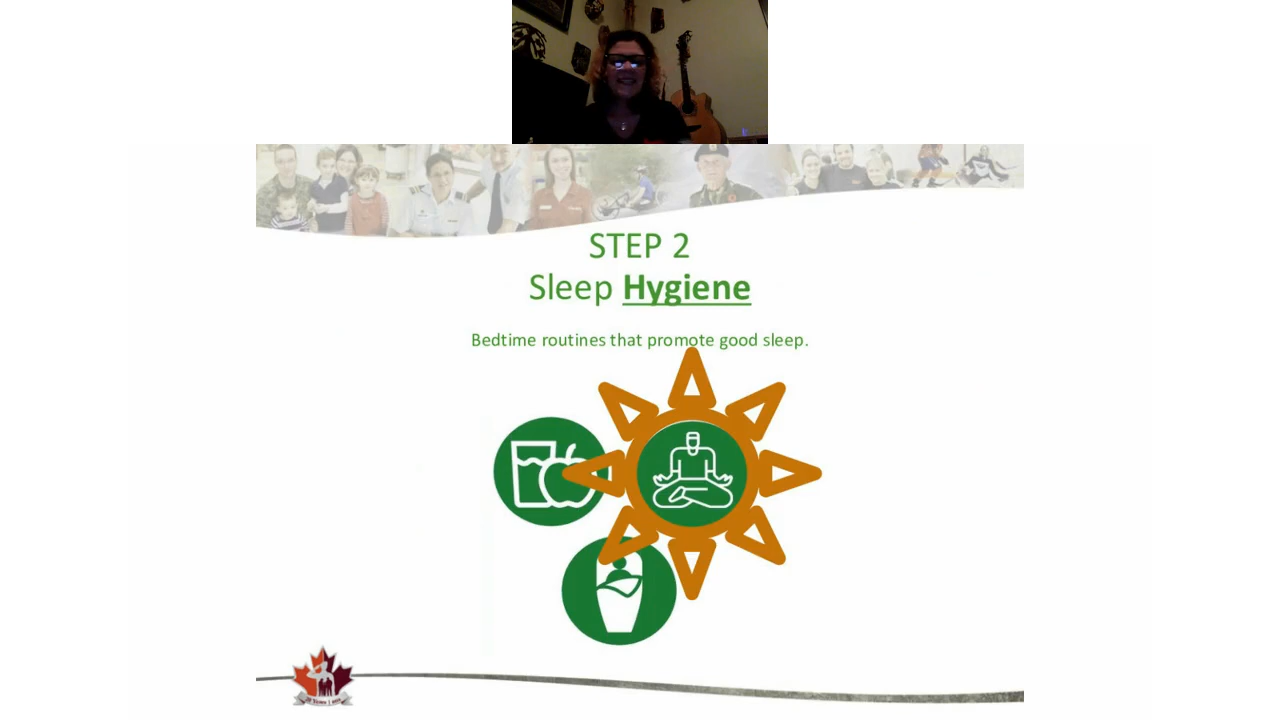 STEP 2
Sleep Hygiene
Bedtime routines that promote good sleep.